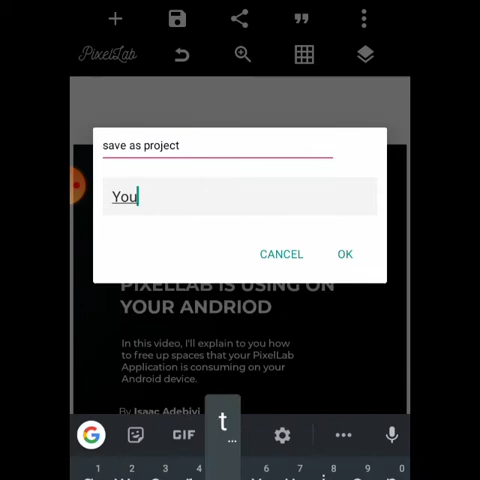 PixelLab
save as project
You
CANCEL
OK
PIXELLAB IS USING ON
YOUR ANDRIOD
In this video, I'll explain to you how
to free up spaces that your PixelLab
Application is consuming on your
Android device.
By Isaac Adebiyi
t
G
GIF
1 2 3 4 6 7 8 9 0